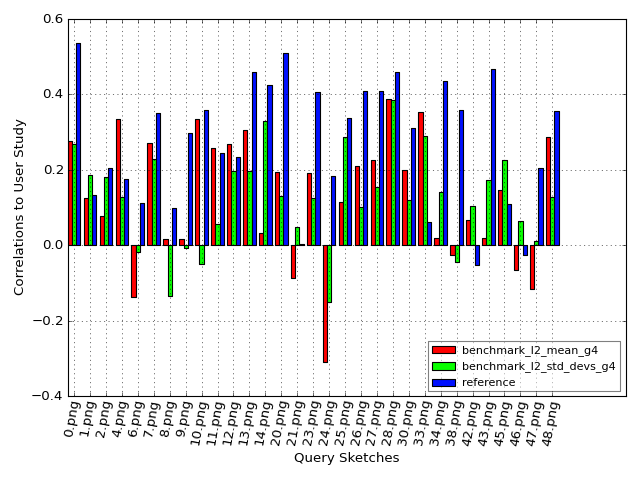 0.6
0.4
0.2
0.0
−0.2
−0.4
Correlations to User Study
benchmark_l2_mean_g4
benchmark_l2_std_devs_g4
reference
0.png
1.png
2.png
4.png
6.png
7.png
8.png
9.png
10.png
11.png
12.png
13.png
14.png
20.png
21.png
23.png
24.png
25.png
26.png
27.png
28.png
30.png
33.png
34.png
38.png
42.png
43.png
45.png
46.png
47.png
48.png
Query Sketches